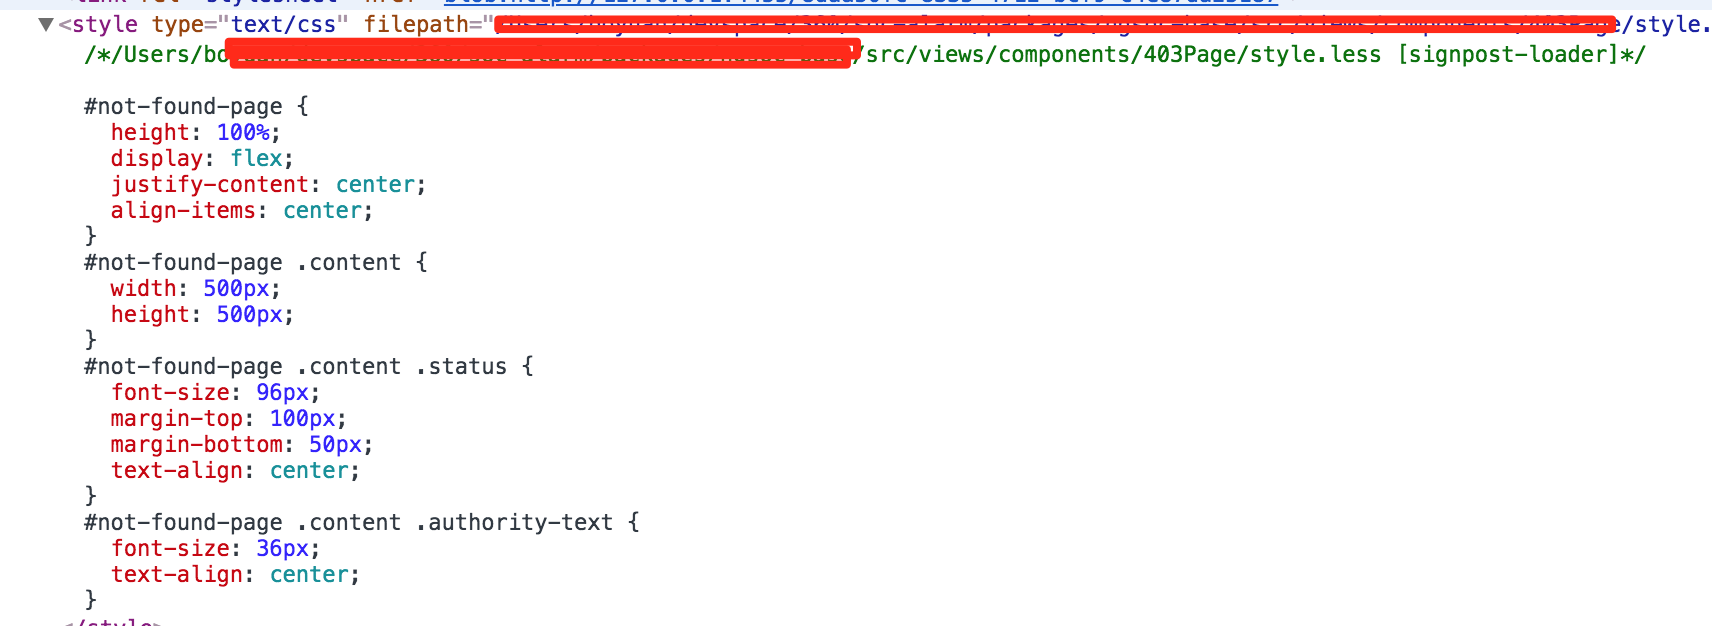 ▼<style type="text/css" filepath="/style.
/*/Users/bo/src/views/components/403Page/style.less [signpost-loader]*/
#not-found-page {
height: 100%;
display: flex;
justify-content: center;
align-items: center;
}
#not-found-page .content {
width: 500px;
height: 500px;
}
#not-found-page .content .status {
font-size: 96px;
margin-top: 100px;
margin-bottom: 50px;
text-align: center;
}
#not-found-page .content .authority-text {
font-size: 36px;
text-align: center;
}
</style>